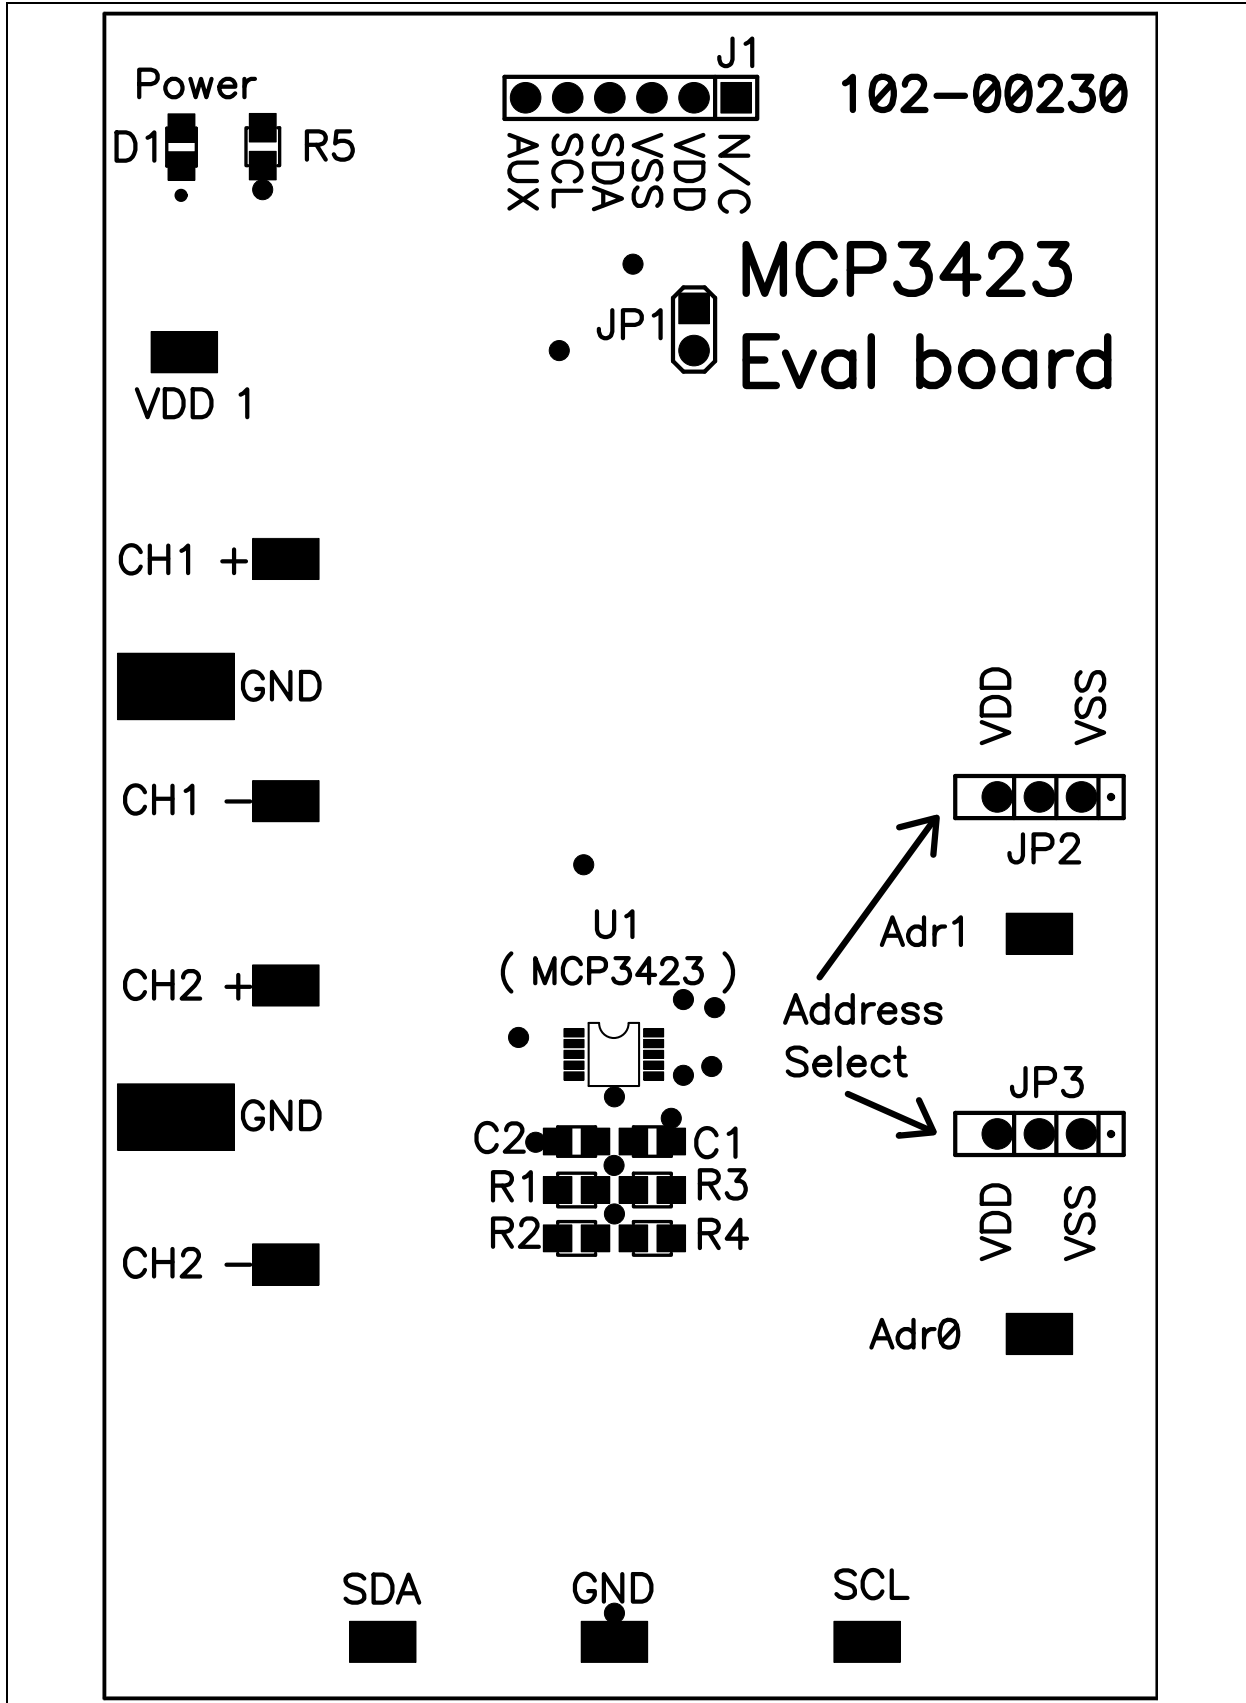 J1
Power
102-00230
D1
R5
AUX
SCL
SDA
VSS
VDD
N/C
MCP3423
JP1
Eval board
VDD 1
CH1 +
GND
VDD
VSS
CH1 -
JP2
U1
Adr1
( MCP3423 )
CH2 +
Address
Select
JP3
GND
C2
C1
R1
R3
R2
R4
VDD
VSS
CH2 -
Adr0
SDA
GND
SCL